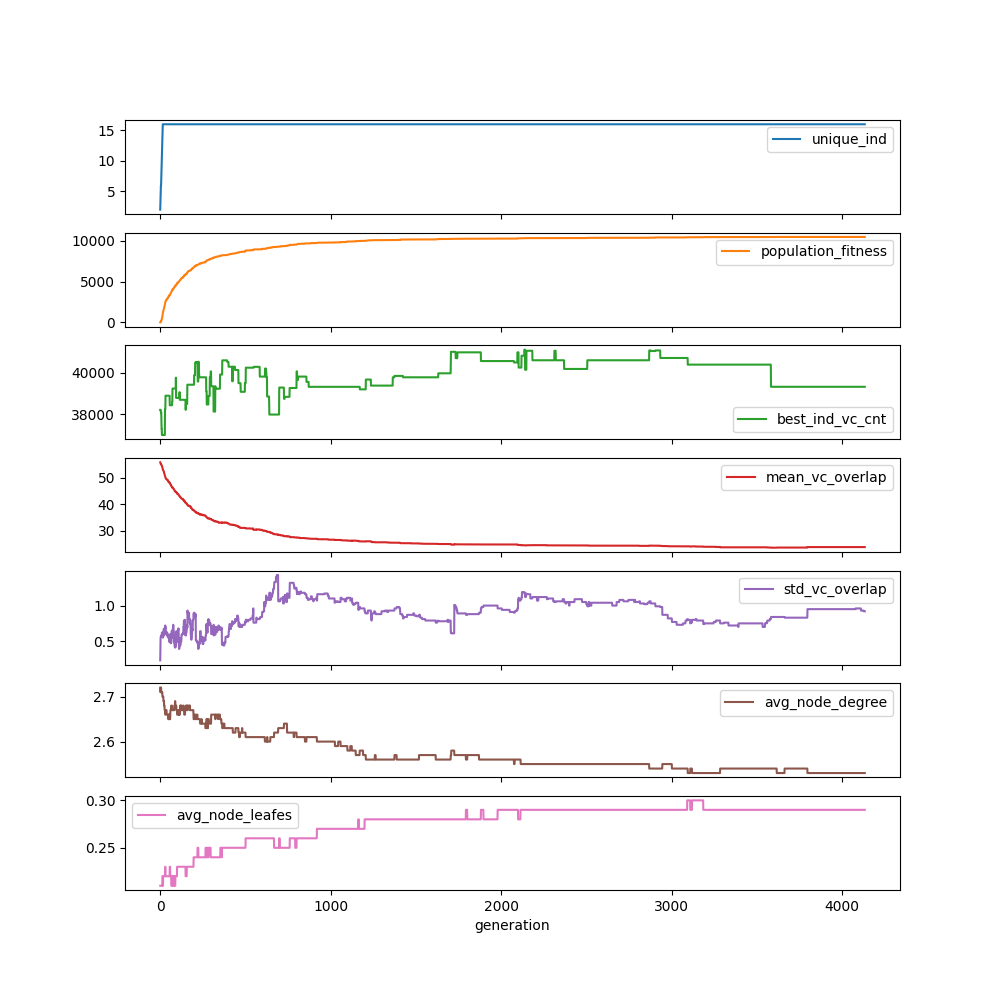 15
10
5
unique_ind
10000
5000
0
population_fitness
40000
38000
best_ind_vc_cnt
50
40
30
mean_vc_overlap
1.0
0.5
std_vc_overlap
2.7
2.6
avg_node_degree
0.30
0.25
avg_node_leafes
0 1000 2000 3000 4000
generation